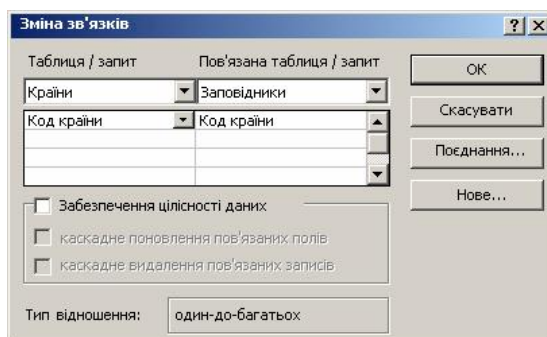 Зміна зв'язків
Таблиця / запит Пов'язана таблиця / запит
Країни Заповідники
Код країни Код країни
ОК
Скасувати
Поєднання...
Нове...
Забезпечення цілісності даних
каскадне поновлення пов'язаних полів
каскадне видалення пов'язаних записів
Тип відношення: один-до-багатьох